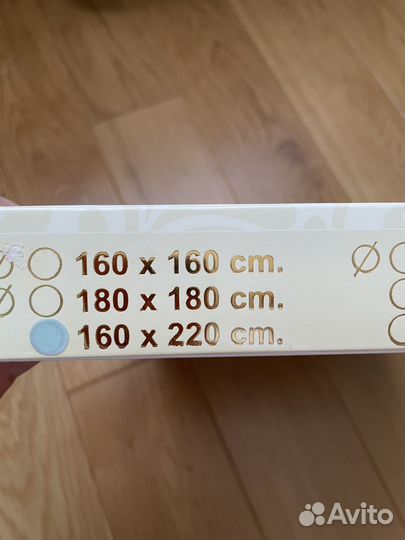 Ø 160 x 160 cm. Ø
Ø 180 x 180 cm.
160 x 220 cm.
Avito